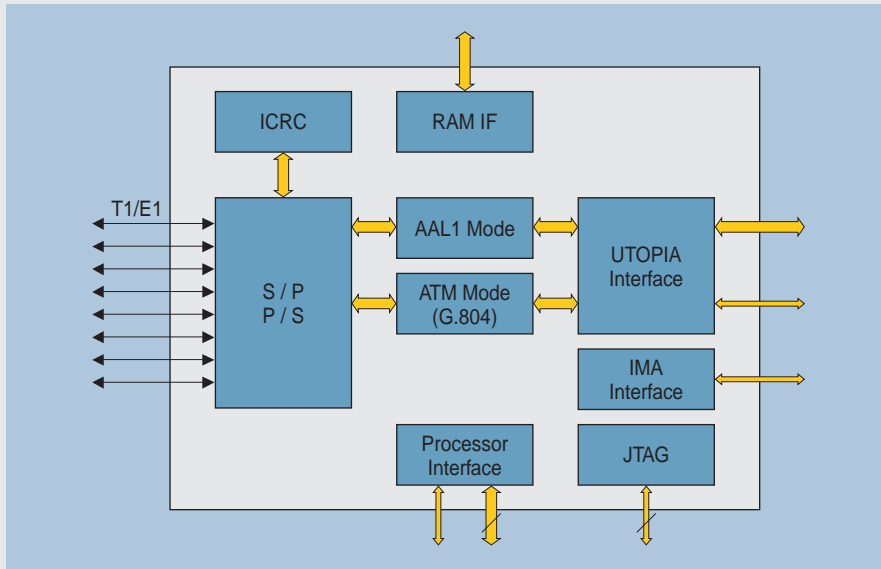 ICRC
RAM IF
T1/E1
S / P
P / S
AAL1 Mode
ATM Mode
(G.804)
UTOPIA
Interface
IMA
Interface
Processor
Interface
JTAG